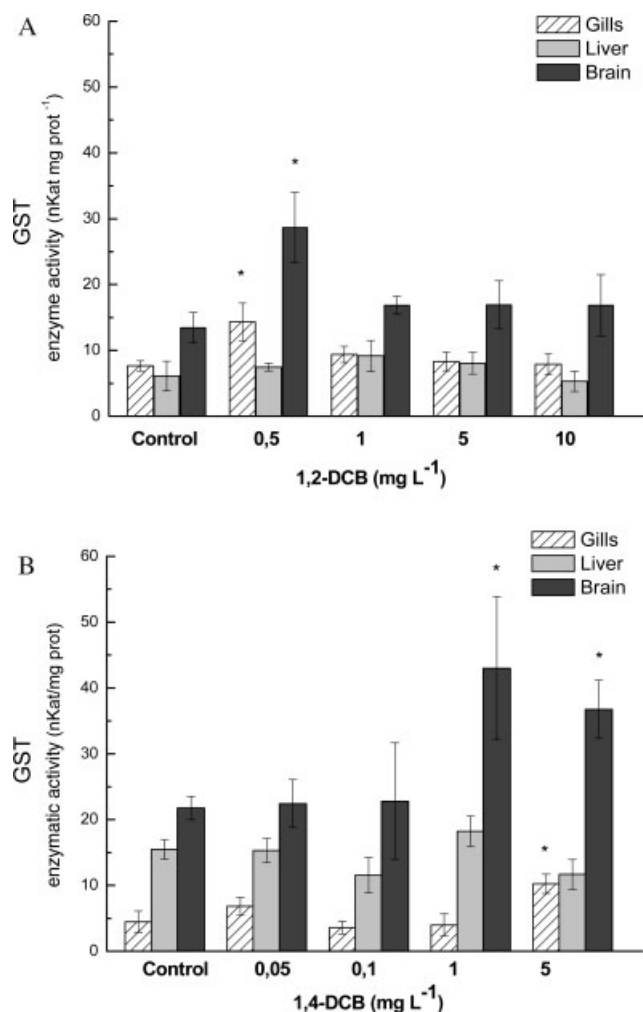 A
60
50
40
30
20
10
0
GST
enzyme activity (nKat mg prot -1)
Gills
Liver
Brain
*
*
Control 0,5 1 5 10
1,2-DCB (mg L-1)
B
60
50
40
30
20
10
0
GST
enzymatic activity (nKat/mg prot)
Gills
Liver
Brain
*
*
*
Control 0,05 0,1 1 5
1,4-DCB (mg L-1)